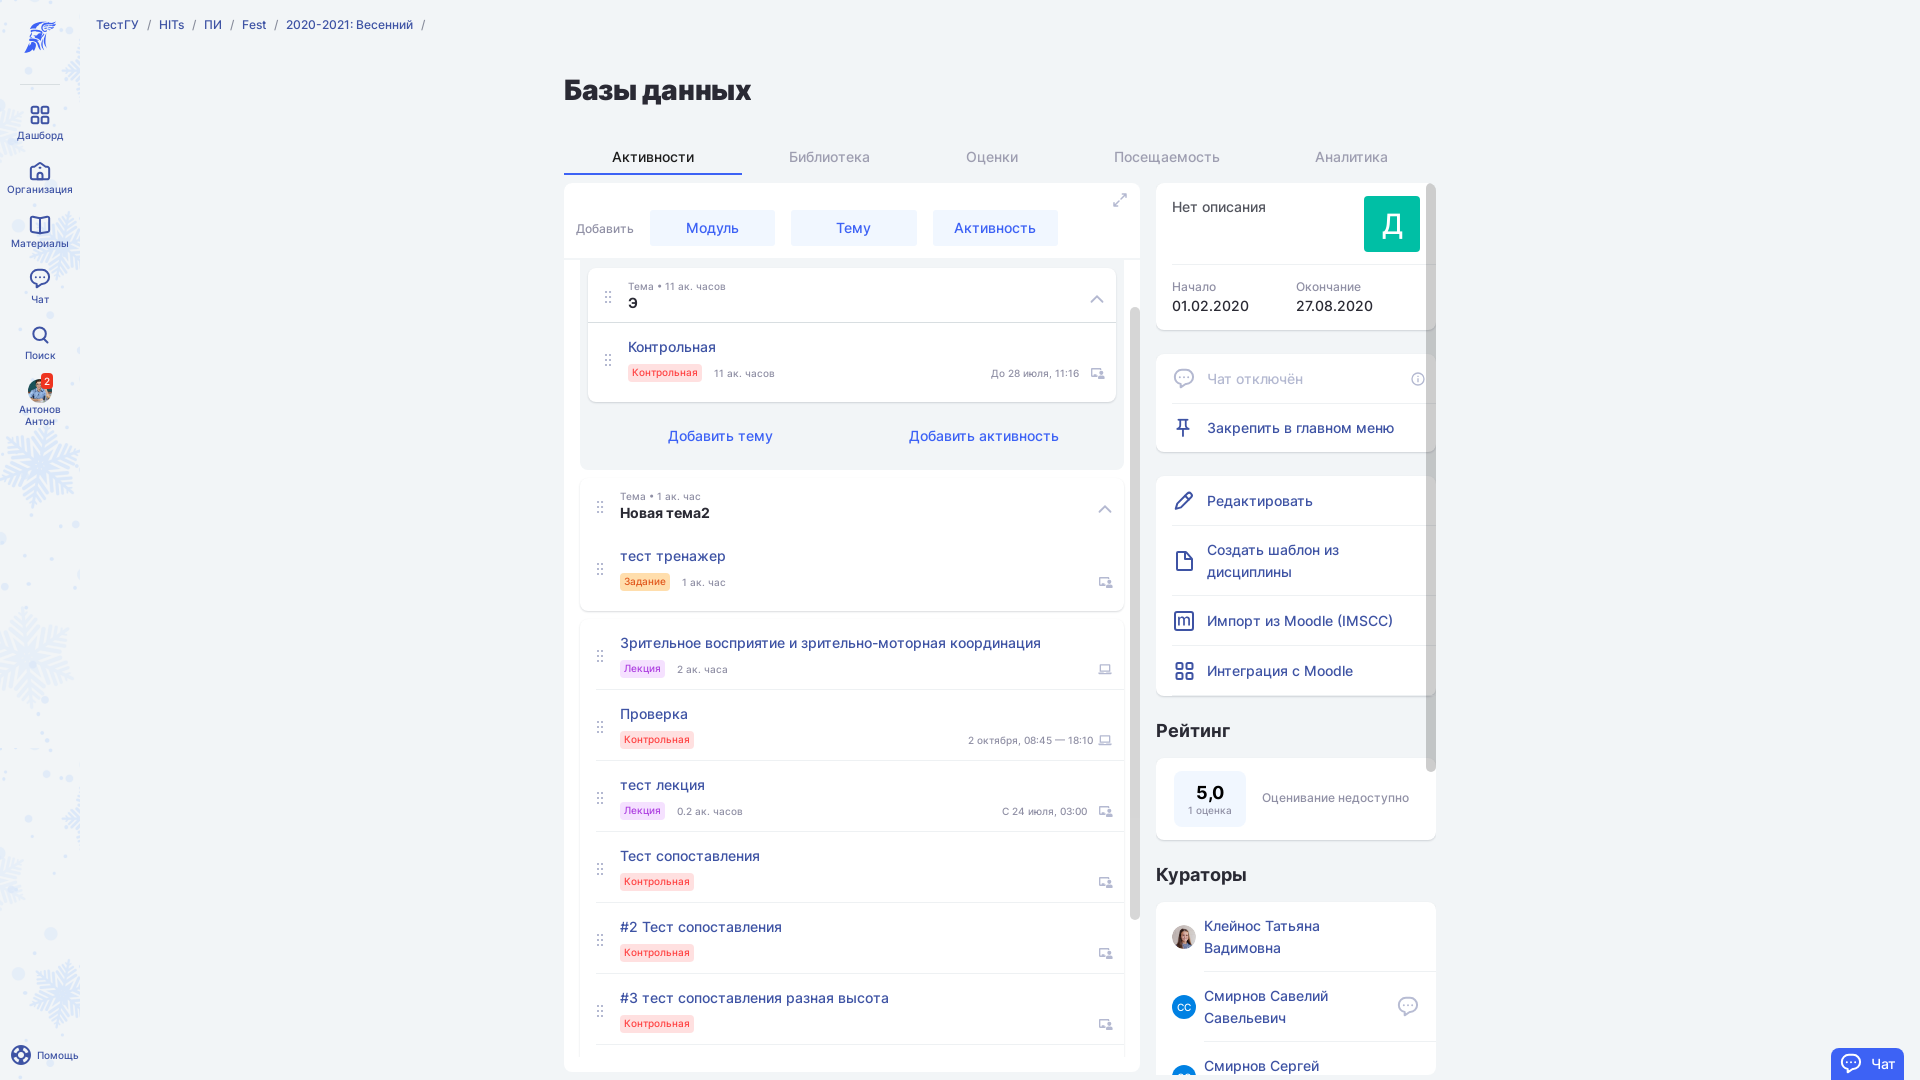 ТестГУ / HITs / ПИ / Fest / 2020-2021: Весенний /
Дашборд
Организация
Материалы
Чат
Поиск
2
Антонов
Антон
Помощь
Базы данных
Активности
Библиотека
Оценки
Посещаемость
Аналитика
Добавить
Модуль
Тему
Активность
Тема • 11 ак. часов
Э
Контрольная
Контрольная 11 ак. часов До 28 июля, 11:16
Добавить тему
Добавить активность
Тема • 1 ак. час
Новая тема2
тест тренажер
Задание 1 ак. час
Зрительное восприятие и зрительно-моторная координация
Лекция 2 ак. часа
Проверка
Контрольная 2 октября, 08:45 — 18:10
тест лекция
Лекция 0.2 ак. часов С 24 июля, 03:00
Тест сопоставления
Контрольная
#2 Тест сопоставления
Контрольная
#3 тест сопоставления разная высота
Контрольная
Нет описания
Д
Начало
01.02.2020
Окончание
27.08.2020
Чат отключён
Закрепить в главном меню
Редактировать
Создать шаблон из
дисциплины
Импорт из Moodle (IMSCC)
Интеграция с Moodle
Рейтинг
5,0
1 оценка
Оценивание недоступно
Кураторы
Клейнос Татьяна
Вадимовна
СС
Смирнов Савелий
Савельевич
Смирнов Сергей
Чат